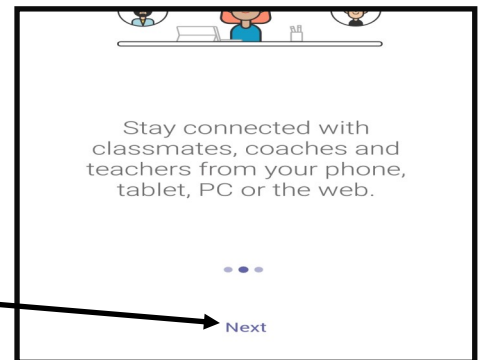 Stay connected with
classmates, coaches and
teachers from your phone,
tablet, PC or the web.
Next